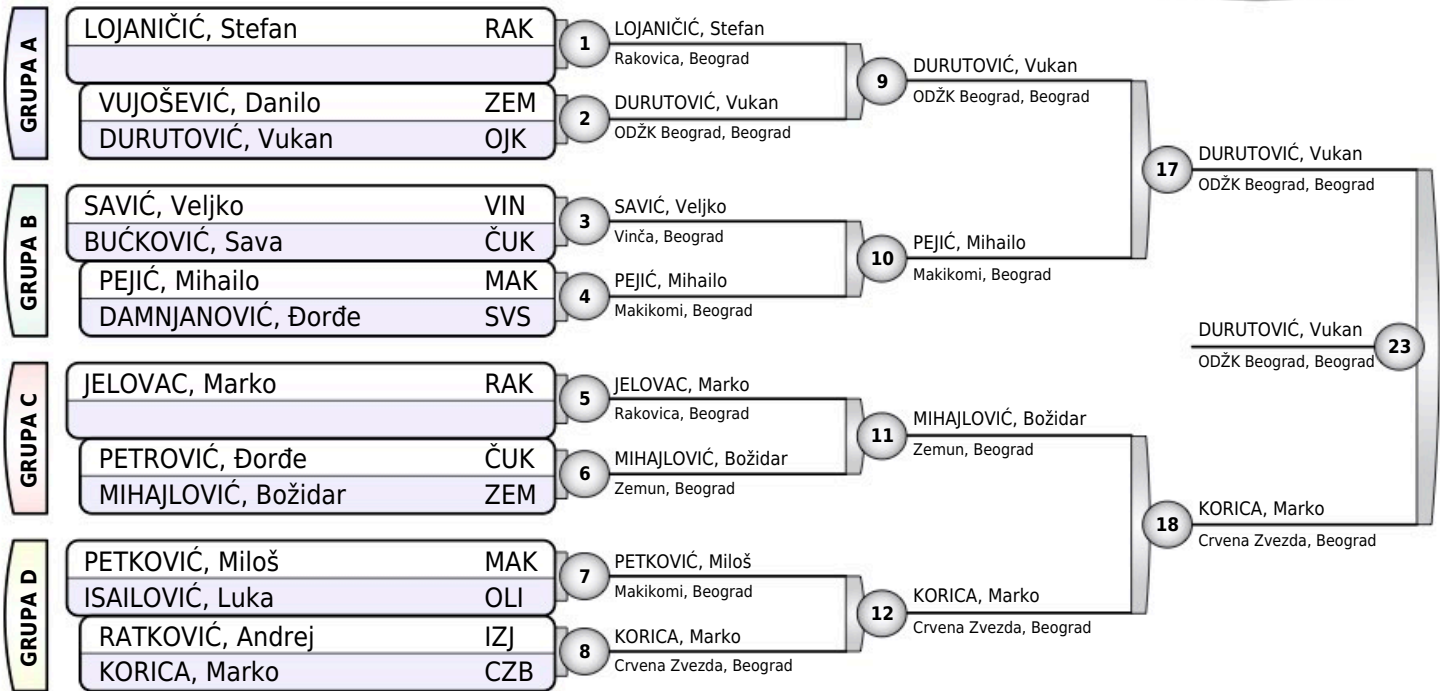 GRUPA A
LOJANIČIĆ, Stefan RAK
VUJOŠEVIĆ, Danilo ZEM
DURUTOVIĆ, Vukan OJK
GRUPA B
SAVIĆ, Veljko VIN
BUĆKOVIĆ, Sava ČUK
PEJIĆ, Mihailo MAK
DAMNJANOVIĆ, Đorđe SVS
GRUPA C
JELOVAC, Marko RAK
PETROVIĆ, Đorđe ČUK
MIHAJLOVIĆ, Božidar ZEM
GRUPA D
PETKOVIĆ, Miloš MAK
ISAILOVIĆ, Luka OLI
RATKOVIĆ, Andrej IZJ
KORICA, Marko CZB
1
LOJANIČIĆ, Stefan
Rakovica, Beograd
2
DURUTOVIĆ, Vukan
ODŽK Beograd, Beograd
3
SAVIĆ, Veljko
Vinča, Beograd
4
PEJIĆ, Mihailo
Makikomi, Beograd
5
JELOVAC, Marko
Rakovica, Beograd
6
MIHAJLOVIĆ, Božidar
Zemun, Beograd
7
PETKOVIĆ, Miloš
Makikomi, Beograd
8
KORICA, Marko
Crvena Zvezda, Beograd
9
DURUTOVIĆ, Vukan
ODŽK Beograd, Beograd
10
PEJIĆ, Mihailo
Makikomi, Beograd
11
MIHAJLOVIĆ, Božidar
Zemun, Beograd
12
KORICA, Marko
Crvena Zvezda, Beograd
17
DURUTOVIĆ, Vukan
ODŽK Beograd, Beograd
18
KORICA, Marko
Crvena Zvezda, Beograd
DURUTOVIĆ, Vukan
ODŽK Beograd, Beograd
23